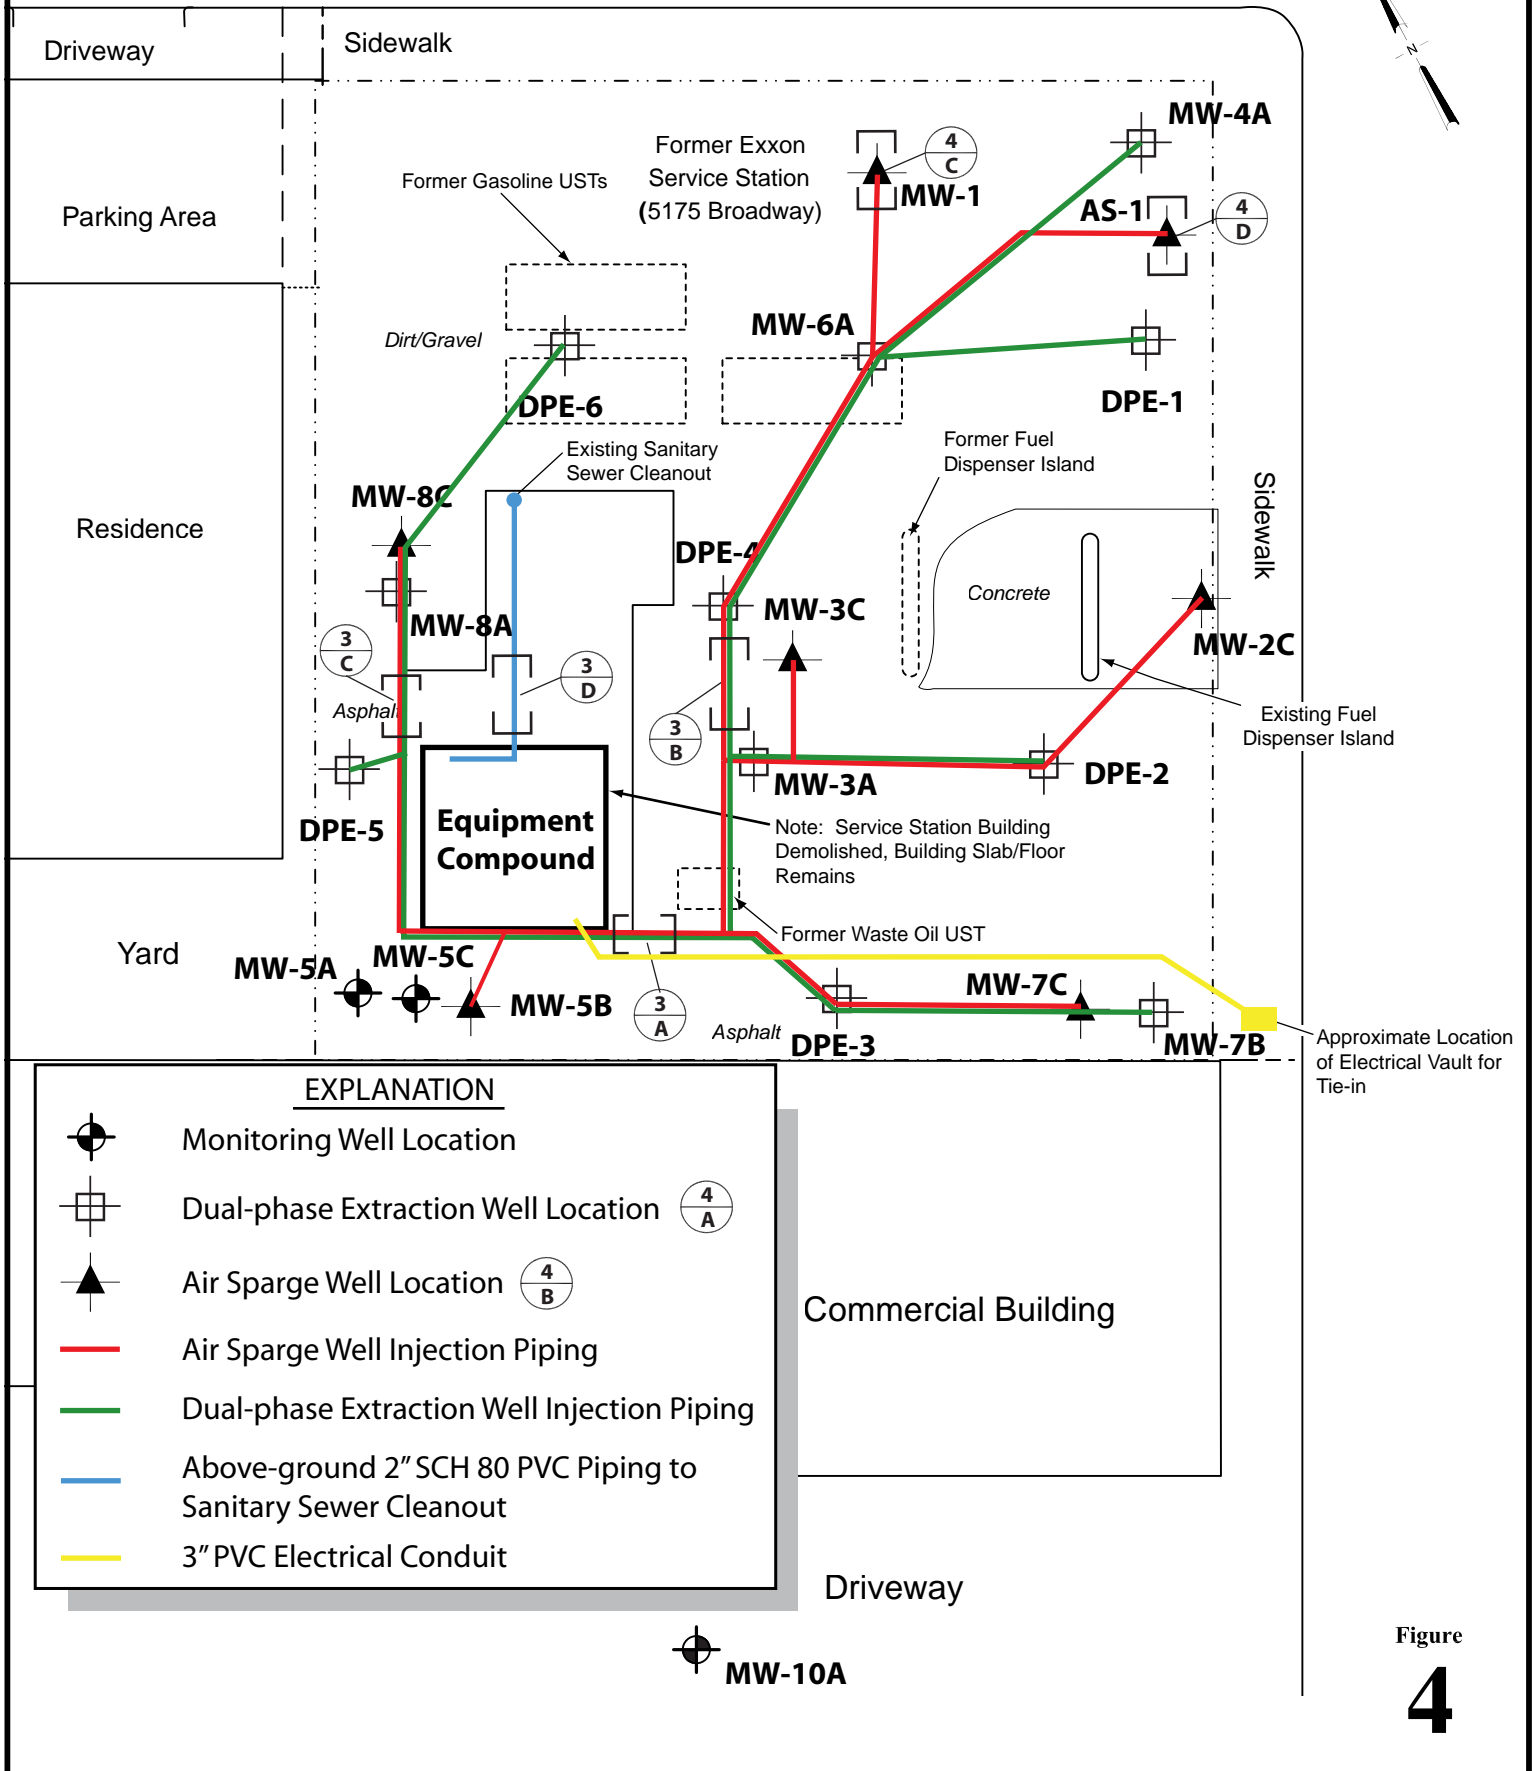 Driveway
Sidewalk
N
MW-4A
Former Exxon
Service Station
(5175 Broadway)
4
C
MW-1
Former Gasoline USTs
AS-1
4
D
Parking Area
MW-6A
Dirt/Gravel
DPE-6
DPE-1
Former Fuel
Dispenser Island
Existing Sanitary
Sewer Cleanout
MW-8C
Residence
Sidewalk
DPE-4
MW-3C
Concrete
MW-8A
MW-2C
3
C
3
D
Asphalt
3
B
Existing Fuel
Dispenser Island
MW-3A
DPE-2
DPE-5
Equipment
Compound
Note: Service Station Building
Demolished, Building Slab/Floor
Remains
Former Waste Oil UST
Yard
MW-5A
MW-5C
MW-5B
3
A
Asphalt
MW-7C
DPE-3
MW-7B
Approximate Location
of Electrical Vault for
Tie-in
EXPLANATION
Monitoring Well Location
Dual-phase Extraction Well Location
4
A
Air Sparge Well Location
4
B
Air Sparge Well Injection Piping
Dual-phase Extraction Well Injection Piping
Above-ground 2" SCH 80 PVC Piping to
Sanitary Sewer Cleanout
3" PVC Electrical Conduit
Commercial Building
Driveway
MW-10A
Figure
4